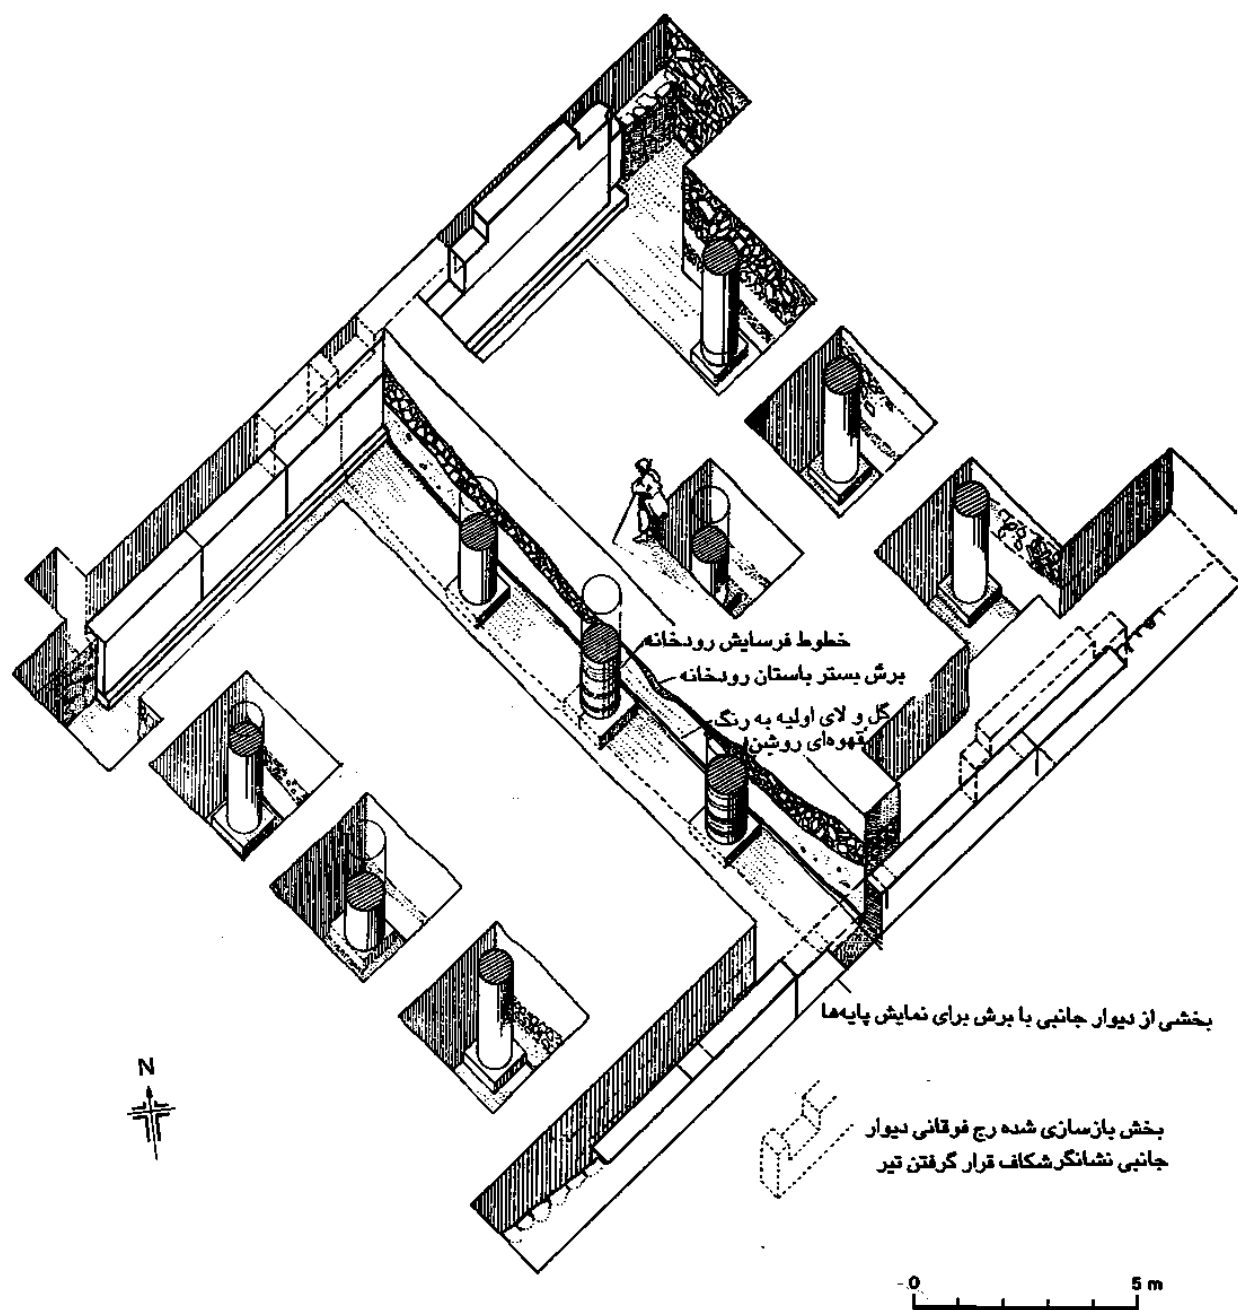 خطوط فرسایش رودخانه
برش بستر باستان رودخانه
گل و لای اولیه به رنگ
قهوه‌ای روشن
بخشی از دیوار جانبی با برش برای نمایش پایه‌ها
N
بخش بازسازی شده رج فوقانی دیوار
جانبی نشانگر شکاف قرار گرفتن تیر
0 5 m